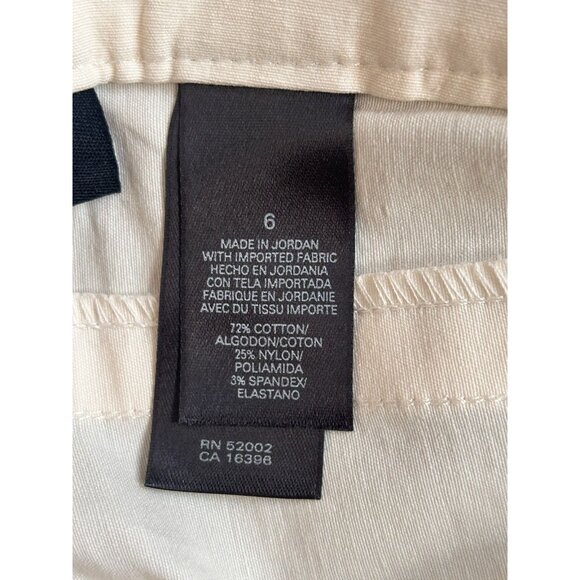 6
MADE IN JORDAN
WITH IMPORTED FABRIC
HECHO EN JORDANIA
CON TELA IMPORTADA
FABRIQUE EN JORDANIE
AVEC DU TISSU IMPORTE
72% COTTON/
ALGODON/COTON
25% NYLON/
POLIAMIDA
3% SPANDEX/
ELASTANO
RN 52002
CA 16396